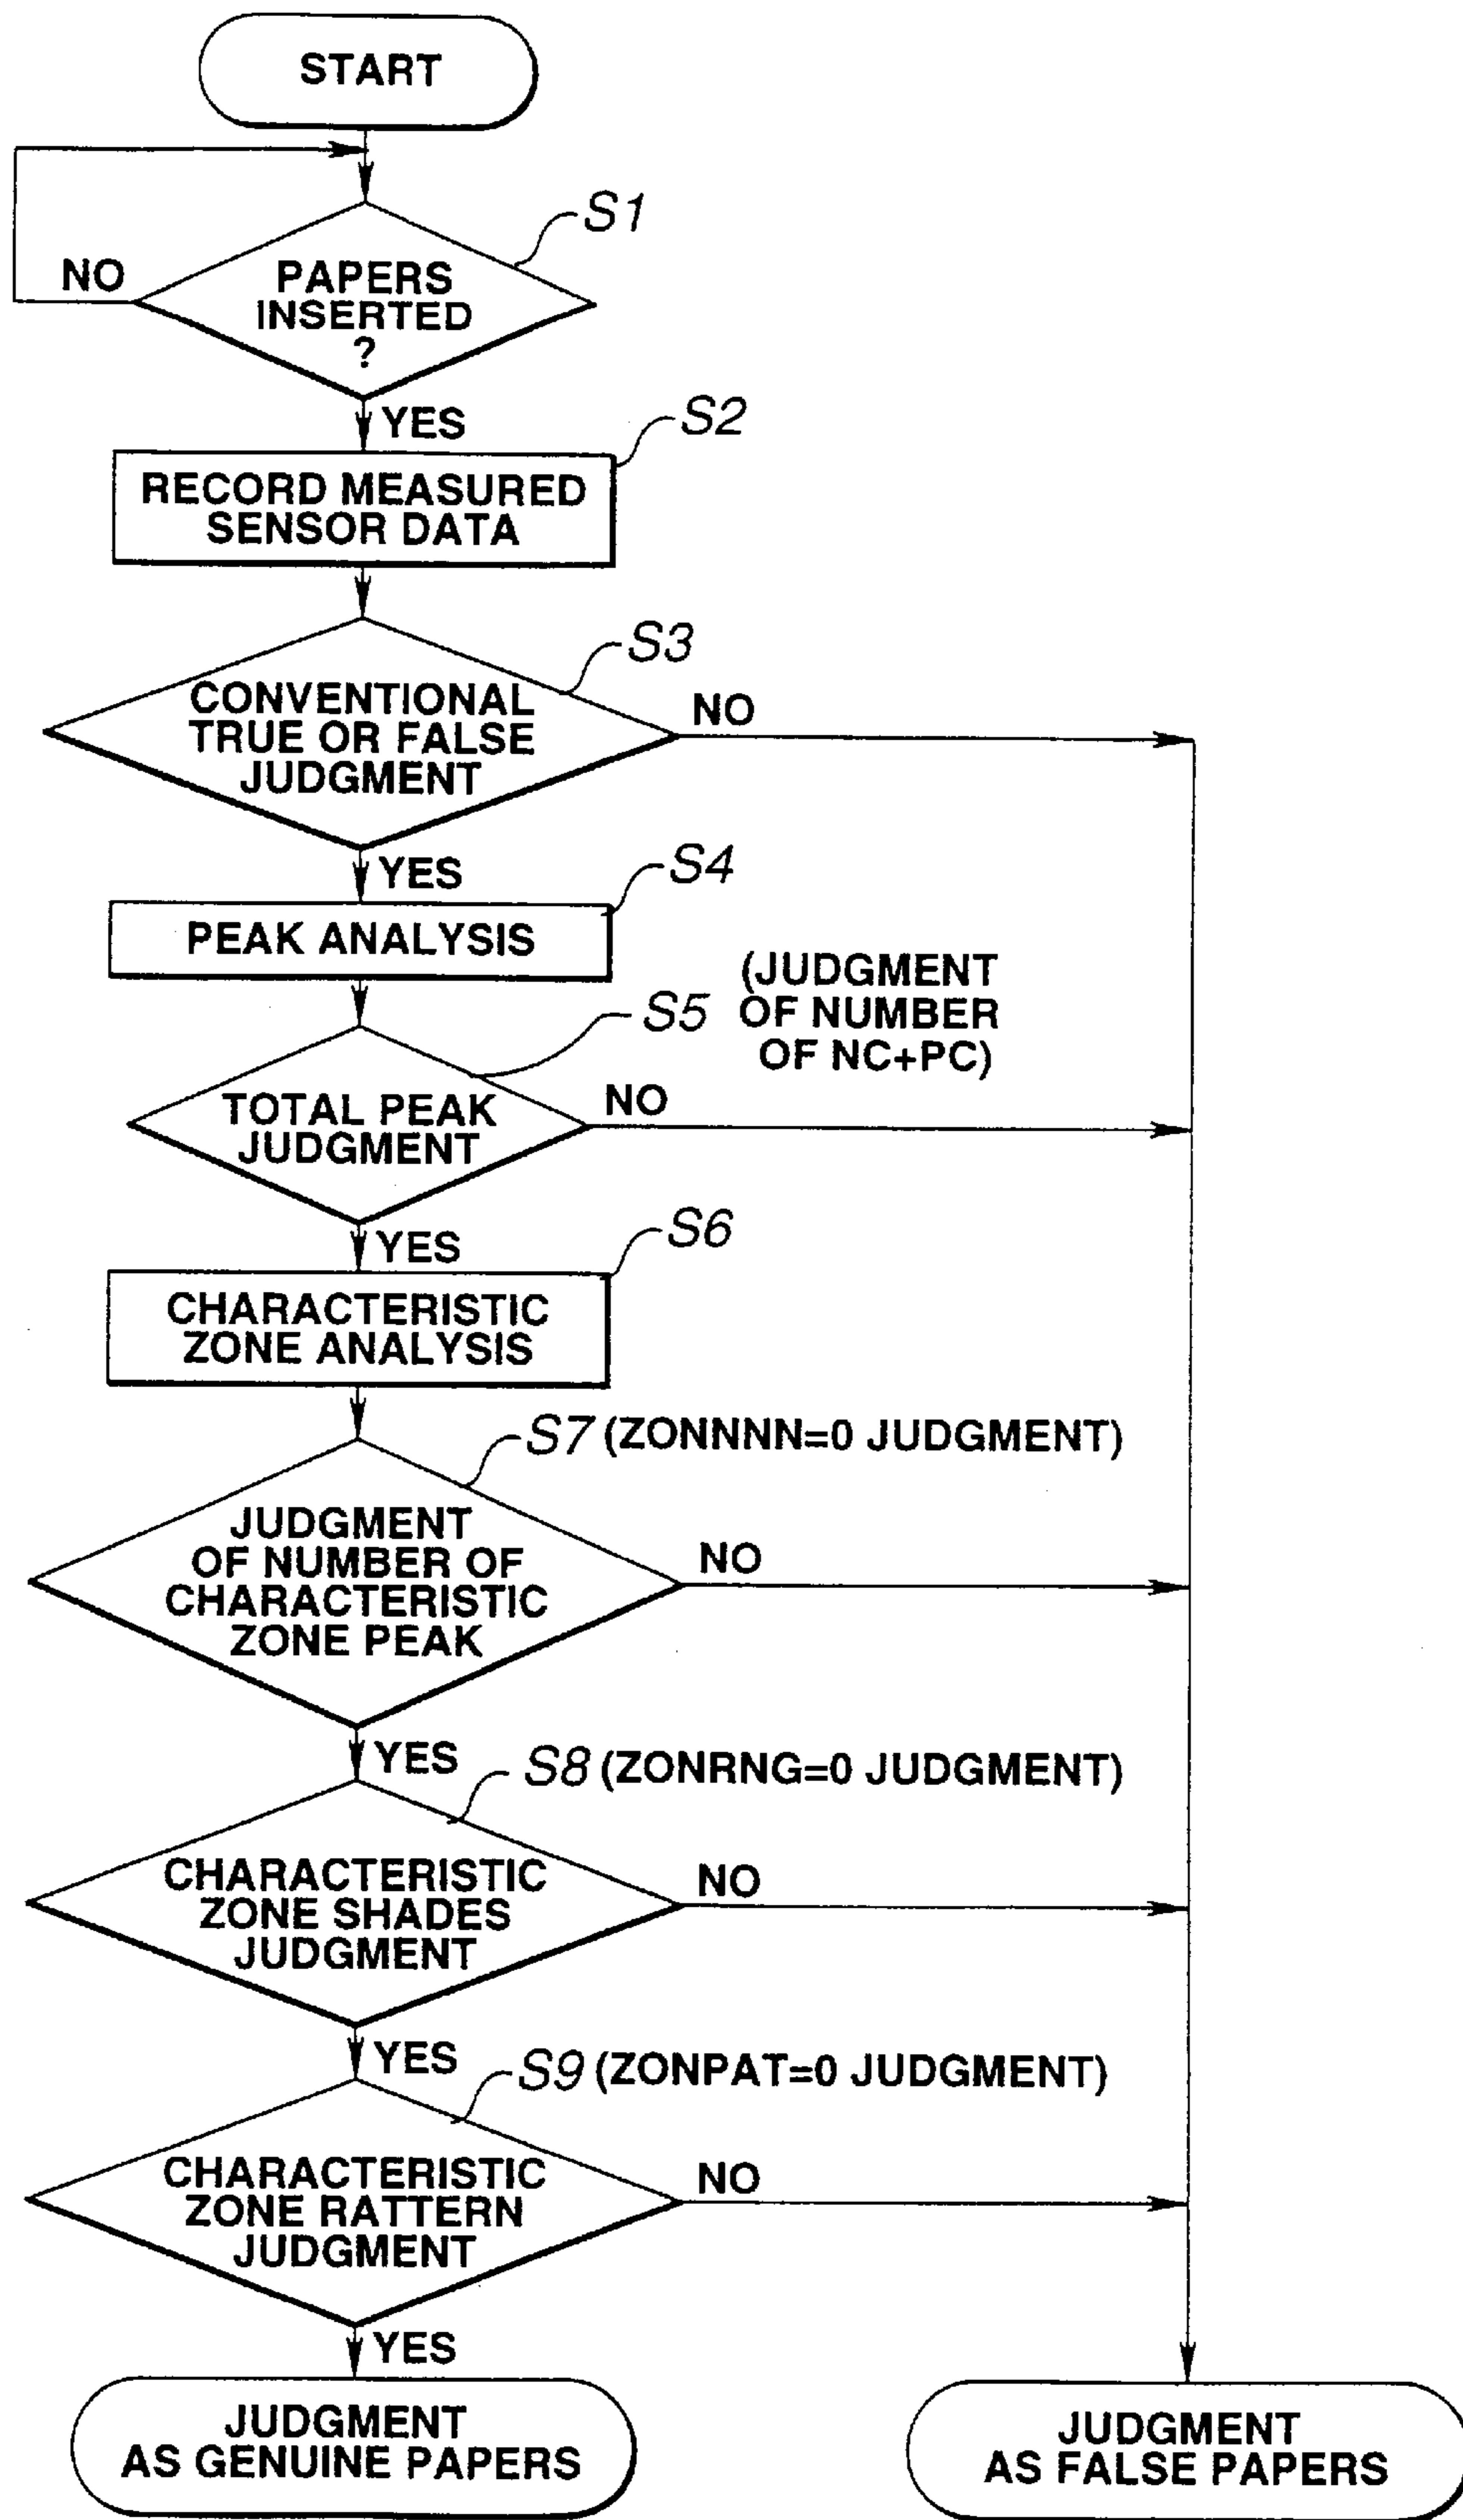 START
S1
NO
PAPERS
INSERTED
?
YES
S2
RECORD MEASURED
SENSOR DATA
S3
CONVENTIONAL
TRUE OR FALSE
JUDGMENT
NO
YES
S4
PEAK ANALYSIS
S5
(JUDGMENT
OF NUMBER
OF NC+PC)
TOTAL PEAK
JUDGMENT
NO
YES
S6
CHARACTERISTIC
ZONE ANALYSIS
S7 (ZONNNN=0 JUDGMENT)
JUDGMENT
OF NUMBER OF
CHARACTERISTIC
ZONE PEAK
NO
YES
S8 (ZONRNG=0 JUDGMENT)
CHARACTERISTIC
ZONE SHADES
JUDGMENT
NO
YES
S9 (ZONPAT=0 JUDGMENT)
CHARACTERISTIC
ZONE RATTERN
JUDGMENT
NO
YES
JUDGMENT
AS GENUINE PAPERS
JUDGMENT
AS FALSE PAPERS